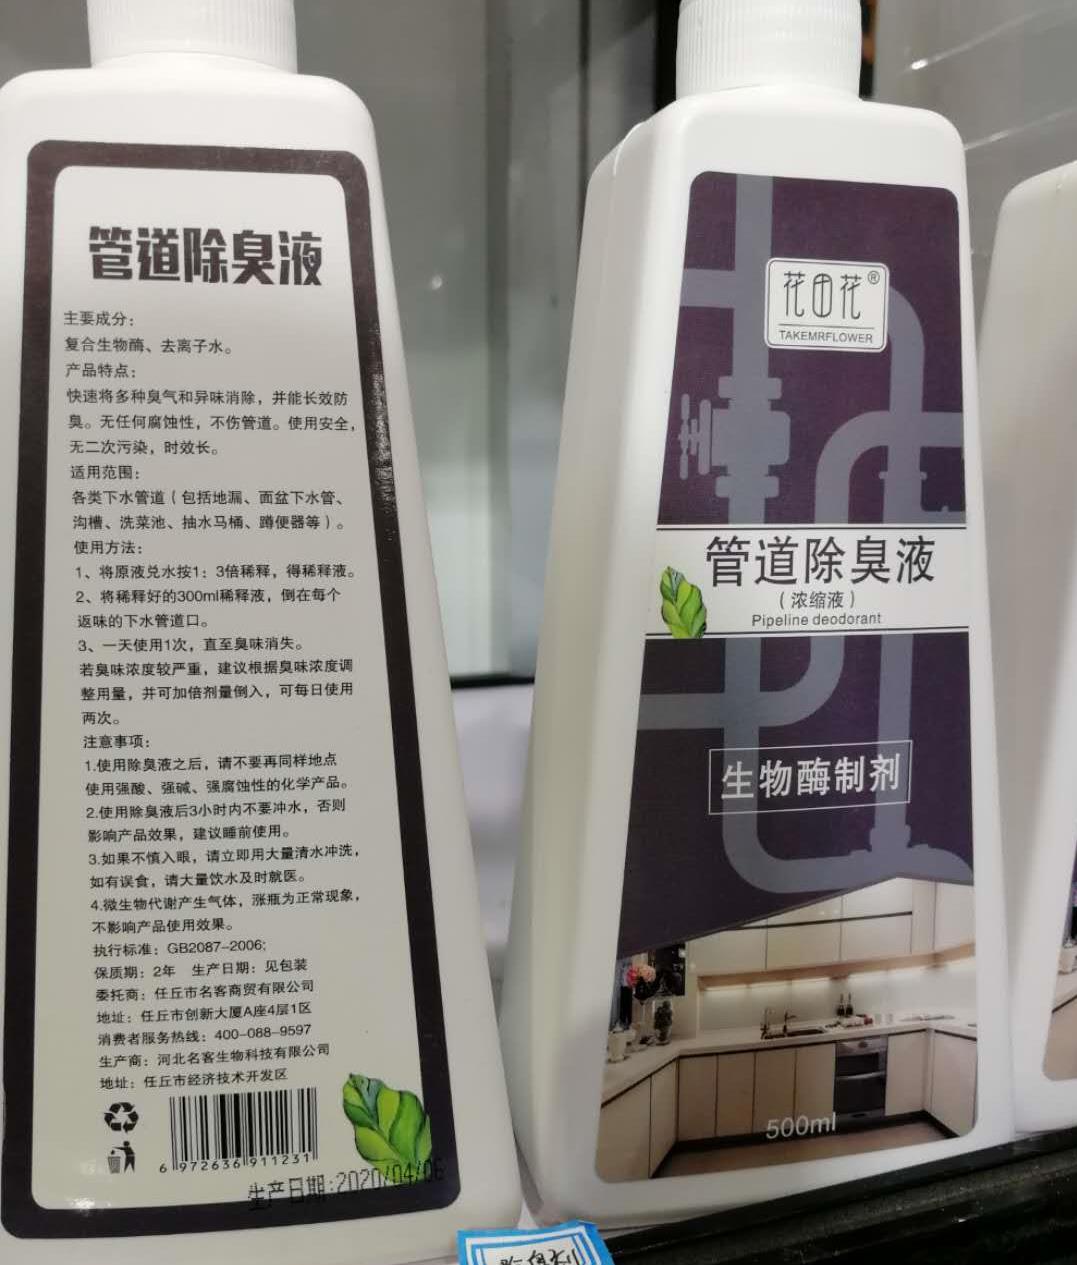 管道除臭液
主要成分：
复合生物酶、去离子水。
产品特点：
快速将多种臭气和异味消除，并能长效防
臭。无任何腐蚀性，不伤管道。使用安全，
无二次污染，时效长。
适用范围：
各类下水管道（包括地漏、面盆下水管、
沟槽、洗菜池、抽水马桶、蹲便器等）。
使用方法：
1、将原液兑水按1：3倍稀释，得稀释液。
2、将稀释好的300ml稀释液，倒在每个
返味的下水管道口。
3、一天使用1次，直至臭味消失。
若臭味浓度较严重，建议根据臭味浓度调
整用量，并可加倍剂量倒入，可每日使用
两次。
注意事项：
1.使用除臭液之后，请不要再同样地点
使用强酸、强碱、强腐蚀性的化学产品。
2.使用除臭液后3小时内不要冲水，否则
影响产品效果，建议睡前使用。
3.如果不慎入眼，请立即用大量清水冲洗，
如有误食，请大量饮水及时就医。
4.微生物代谢产生气体，涨瓶为正常现象，
不影响产品使用效果。
执行标准：GB2087-2006;
保质期：2年 生产日期：见包装
委托商：任丘市名客商贸有限公司
地址：任丘市创新大厦A座4层1区
消费者服务热线：400-088-9597
生产商：河北名客生物科技有限公司
地址：任丘市经济技术开发区
6 972636 911231
生产日期:2020/04/06
花田花®
TAKEMRFLOWER
管道除臭液
（浓缩液）
Pipeline deodorant
生物酶制剂
500ml